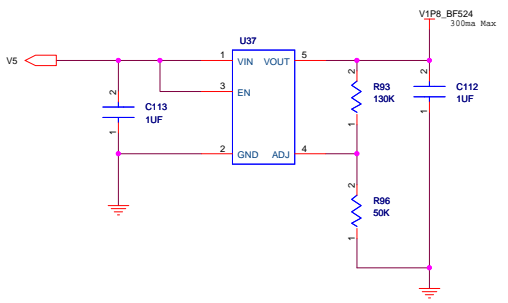 V1P8_BF524
300ma Max
U37
V5
1
VIN
VOUT
5
3
EN
2
GND
ADJ
4
2
C113
1UF
1
2
R93
130K
1
2
C112
1UF
1
2
R96
50K
1